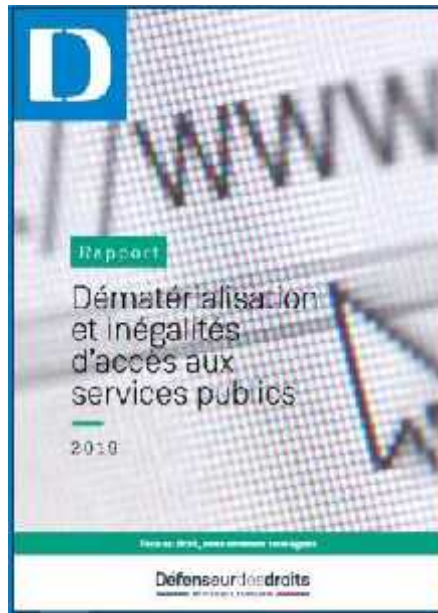 D
//www
Rapport
Dématérialisation
et inégalités
d'accès aux
services publics
2019
Défenseurdesdroits